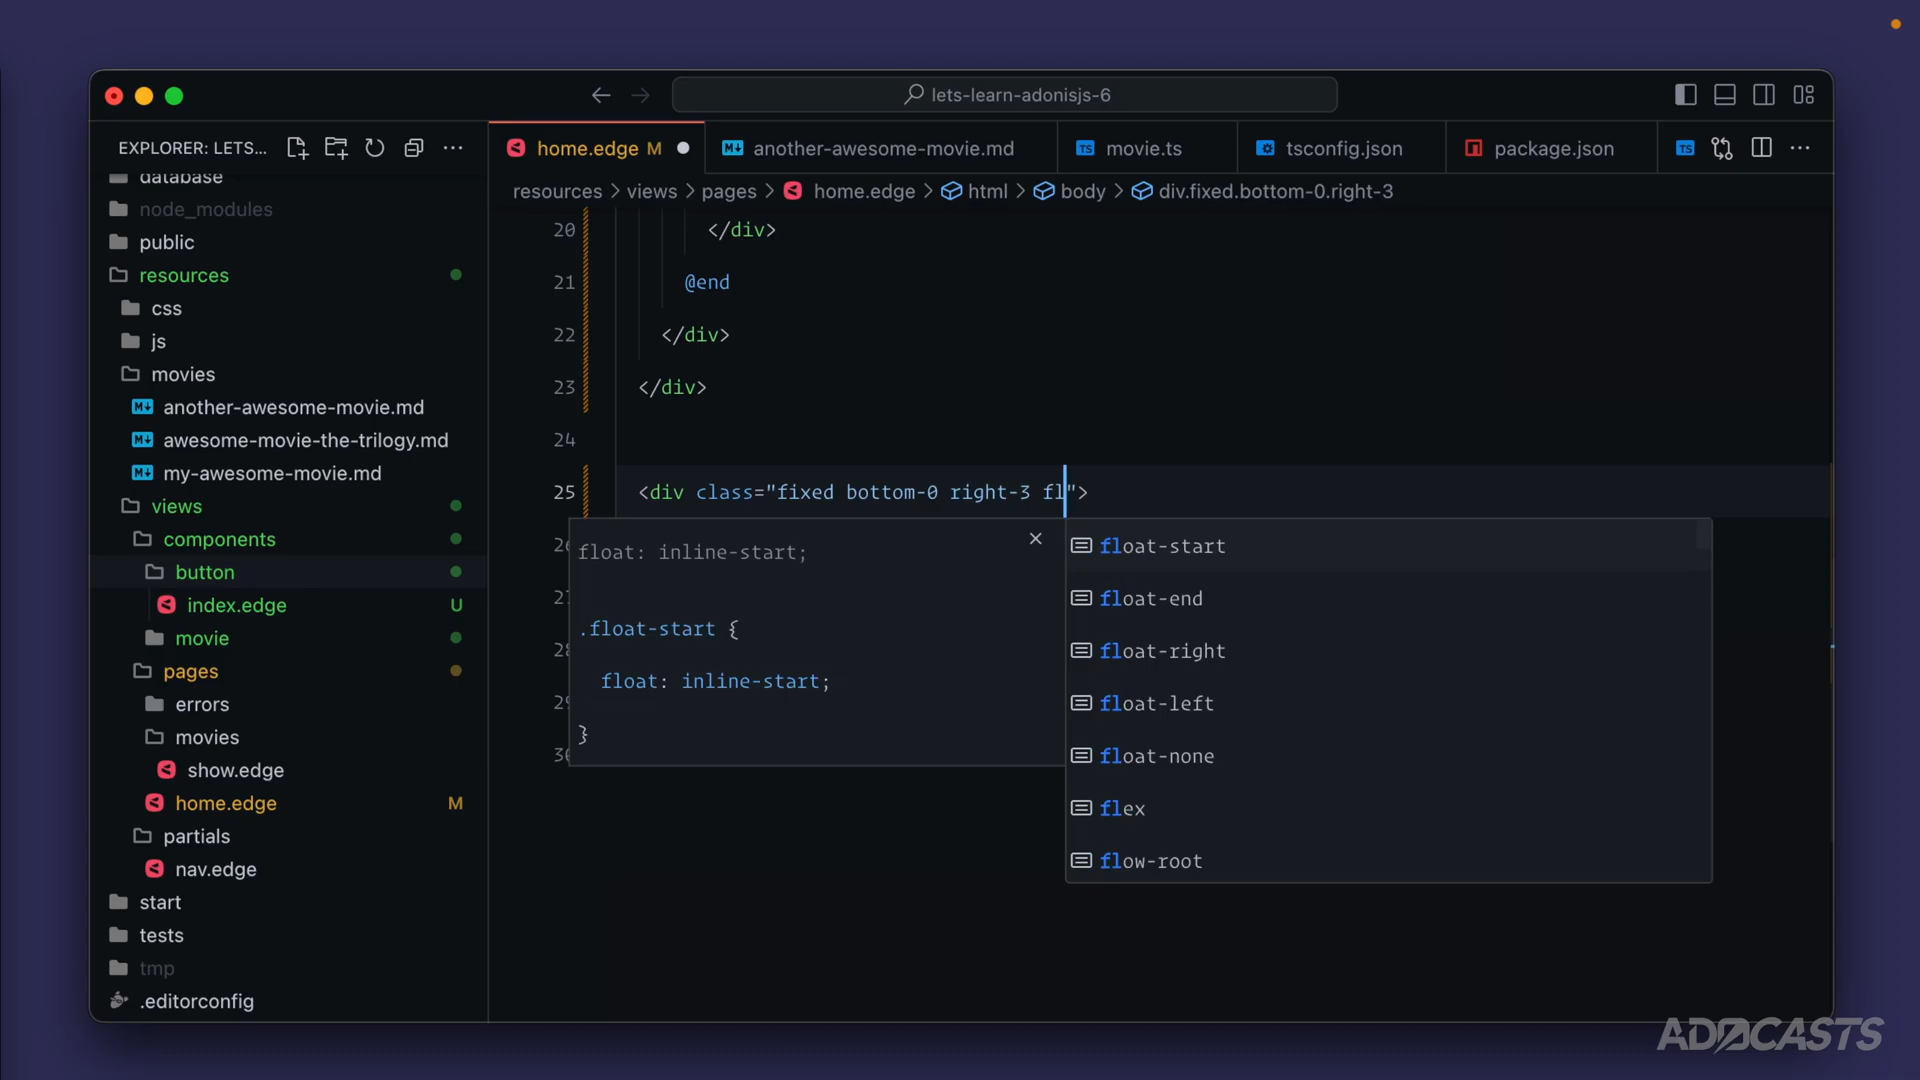 lets-learn-adonisjs-6
EXPLORER: LETS...
home.edge M
another-awesome-movie.md
TS movie.ts
tsconfig.json
package.json
TS
resources > views > pages > home.edge > html > body > div.fixed.bottom-0.right-3
database
node_modules
public
resources
css
js
movies
M↓ another-awesome-movie.md
M↓ awesome-movie-the-trilogy.md
M↓ my-awesome-movie.md
views
components
button
index.edge U
movie
pages
errors
movies
show.edge
home.edge M
partials
nav.edge
start
tests
tmp
.editorconfig
20 </div>
21 @end
22 </div>
23 </div>
24
25 <div class="fixed bottom-0 right-3 fl">
float: inline-start;
.float-start {
float: inline-start;
}
float-start
float-end
float-right
float-left
float-none
flex
flow-root
ADOCASTS